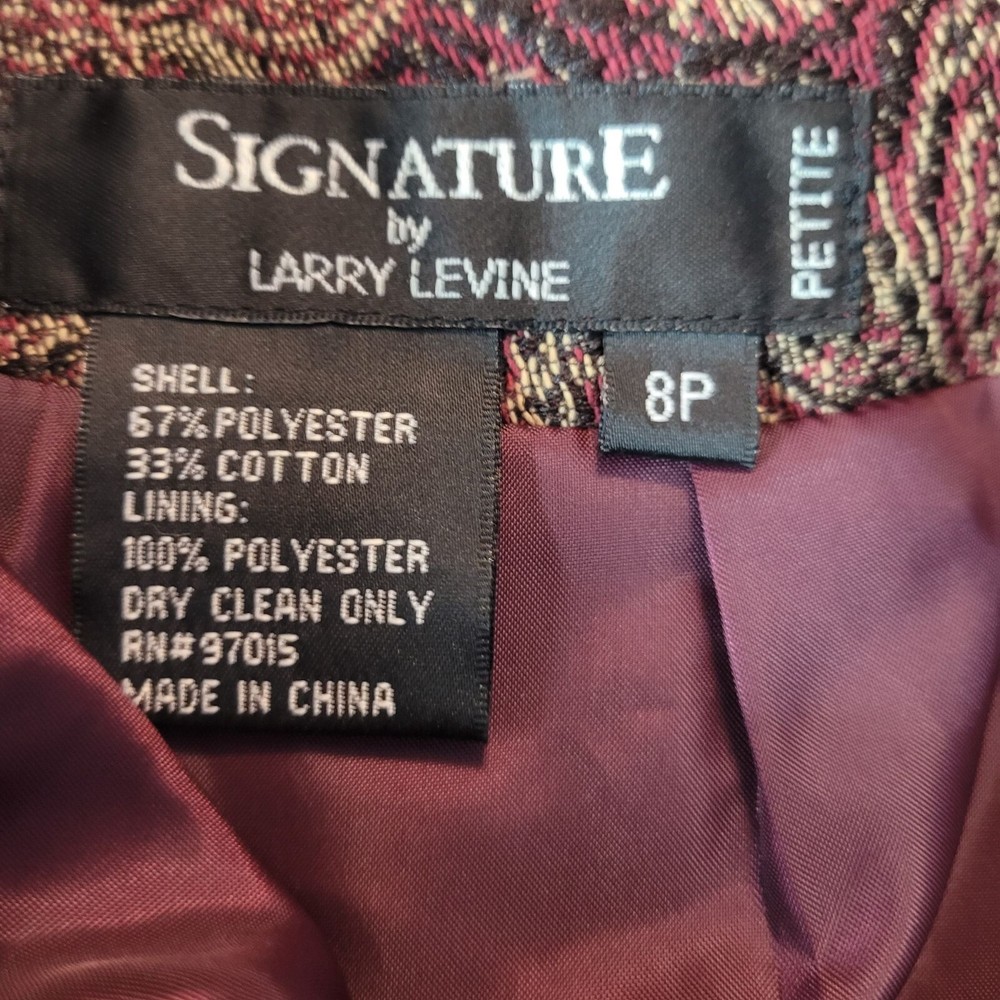 SIGNATURE
by
LARRY LEVINE
PETITE
8P
SHELL:
67% POLYESTER
33% COTTON
LINING:
100% POLYESTER
DRY CLEAN ONLY
RN# 97015
MADE IN CHINA